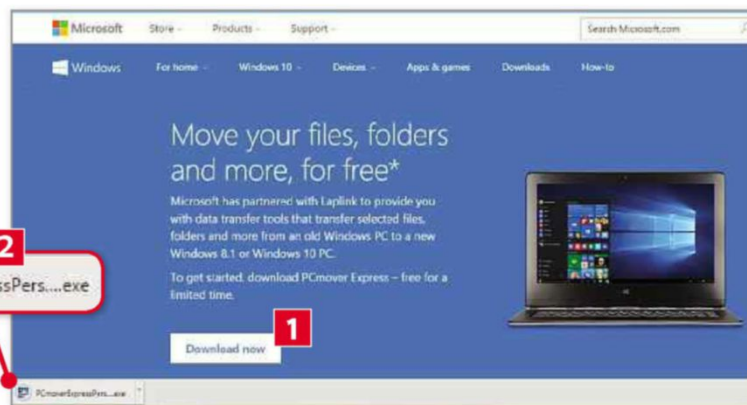 Microsoft Store Products Support Search Microsoft.com
Windows For home Windows 10 Devices Apps & games Downloads How-to
Move your files, folders
and more, for free*
Microsoft has partnered with Laplink to provide you
with data transfer tools that transfer selected files,
folders and more from an old Windows PC to a new
Windows 8.1 or Windows 10 PC.
To get started, download PCmover Express – free for a
limited time.
2
ssPers....exe
1
Download now
PCmoverExpressPers....exe